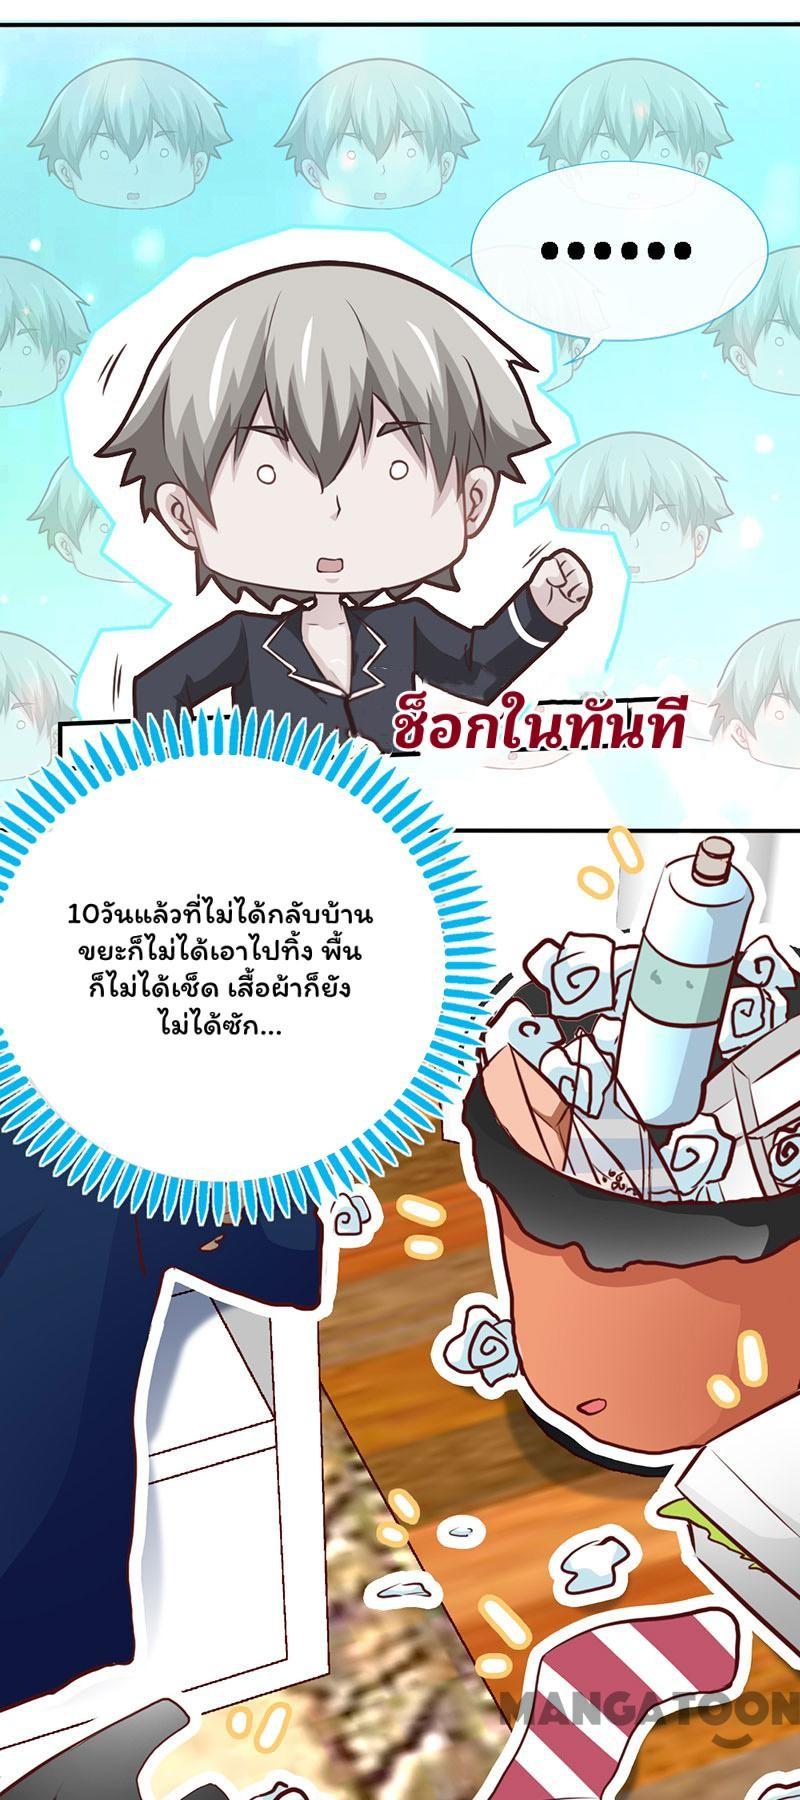 ••••••
ช็อกในทันที
10วันแล้วที่ไม่ได้กลับบ้าน
ขยะก็ไม่ได้เอาไปทิ้ง พื้น
ก็ไม่ได้เช็ด เสื้อผ้าก็ยัง
ไม่ได้ซัก...
MANGATOON